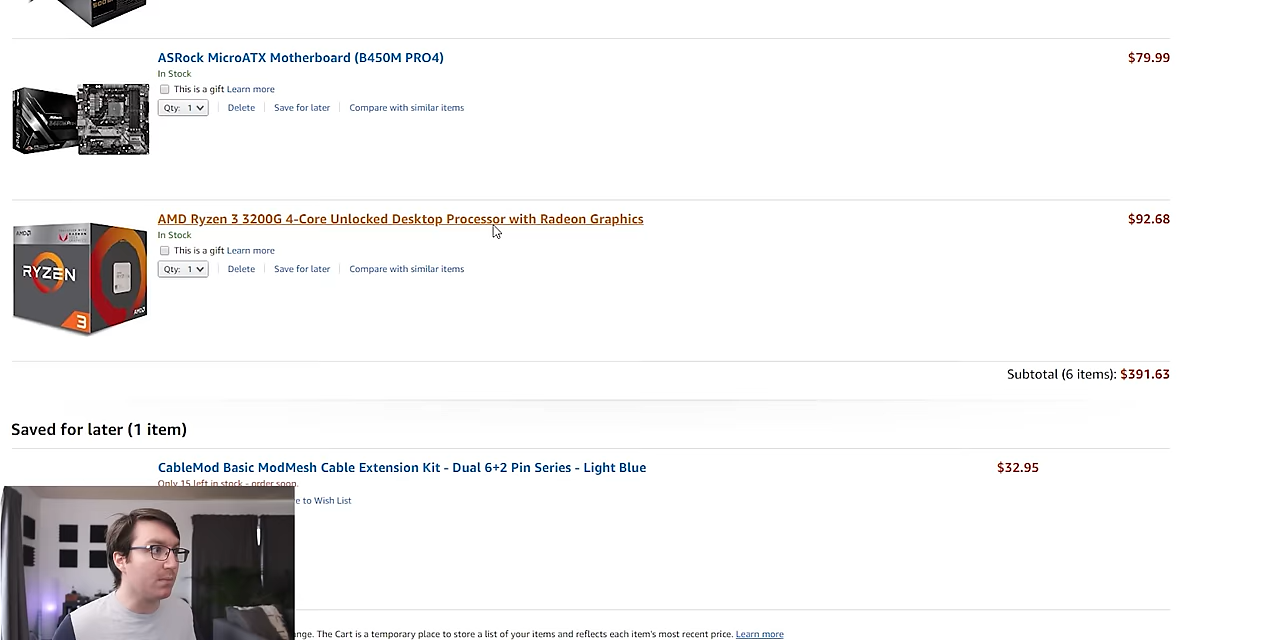 ASRock MicroATX Motherboard (B450M PRO4)
$79.99
In Stock
This is a gift Learn more
Qty: 1
Delete
Save for later
Compare with similar items
AMD Ryzen 3 3200G 4-Core Unlocked Desktop Processor with Radeon Graphics
$92.68
In Stock
This is a gift Learn more
Qty: 1
Delete
Save for later
Compare with similar items
AMD
RYZEN
3
AMD
Subtotal (6 items): $391.63
Saved for later (1 item)
CableMod Basic ModMesh Cable Extension Kit - Dual 6+2 Pin Series - Light Blue
$32.95
Only 15 left in stock - order soon.
to Wish List
The Cart is a temporary place to store a list of your items and reflects each item's most recent price. Learn more